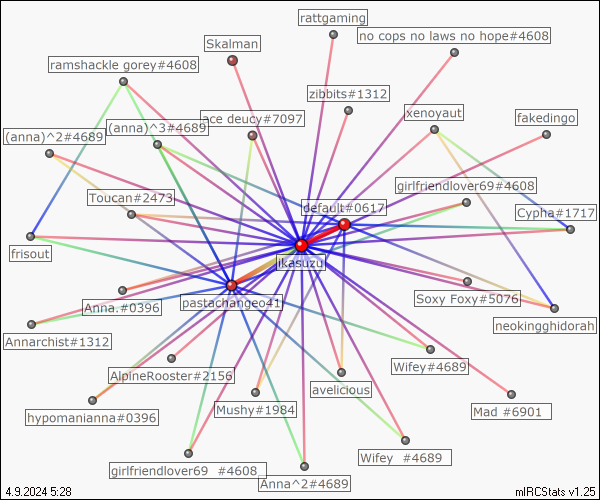 rattgaming
no cops no laws no hope#4608
Skalman
ramshackle gorey#4608
zibbits#1312
xenoyaut
fakedingo
ace deucy#7097
(anna)^3#4689
(anna)^2#4689
girlfriendlover69#4608
Toucan#2473
default#0617
Cypha#1717
frisout
ikasuzu
Anna.#0396
pastachangeo41
Soxy Foxy#5076
neokingghidorah
Annarchist#1312
Wifey#4689
AlpineRooster#2156
avelicious
Mushy#1984
Mad #6901
hypomanianna#0396
Wifey_#4689
girlfriendlover69_#4608
Anna^2#4689
4.9.2024 5:28
mIRCStats v1.25